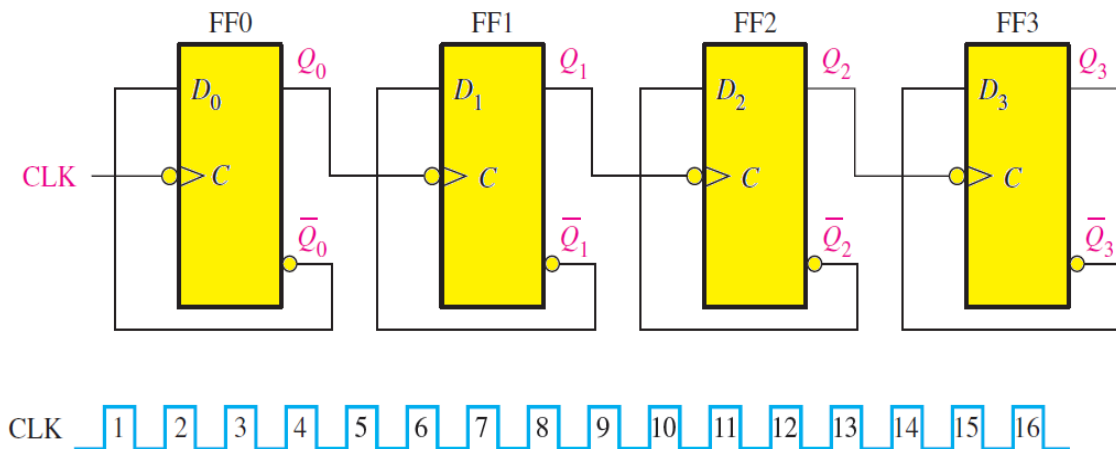 FF0 FF1 FF2 FF3
Q0 Q1 Q2 Q3
D0 D1 D2 D3
CLK C C C C
Q̅0 Q̅1 Q̅2 Q̅3
CLK 1 2 3 4 5 6 7 8 9 10 11 12 13 14 15 16